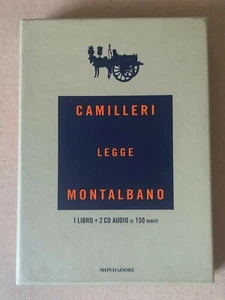 CAMILLERI
LEGGE
MONTALBANO
1 LIBRO + 2 CD AUDIO DI 150 MINUTI
MONDADORI